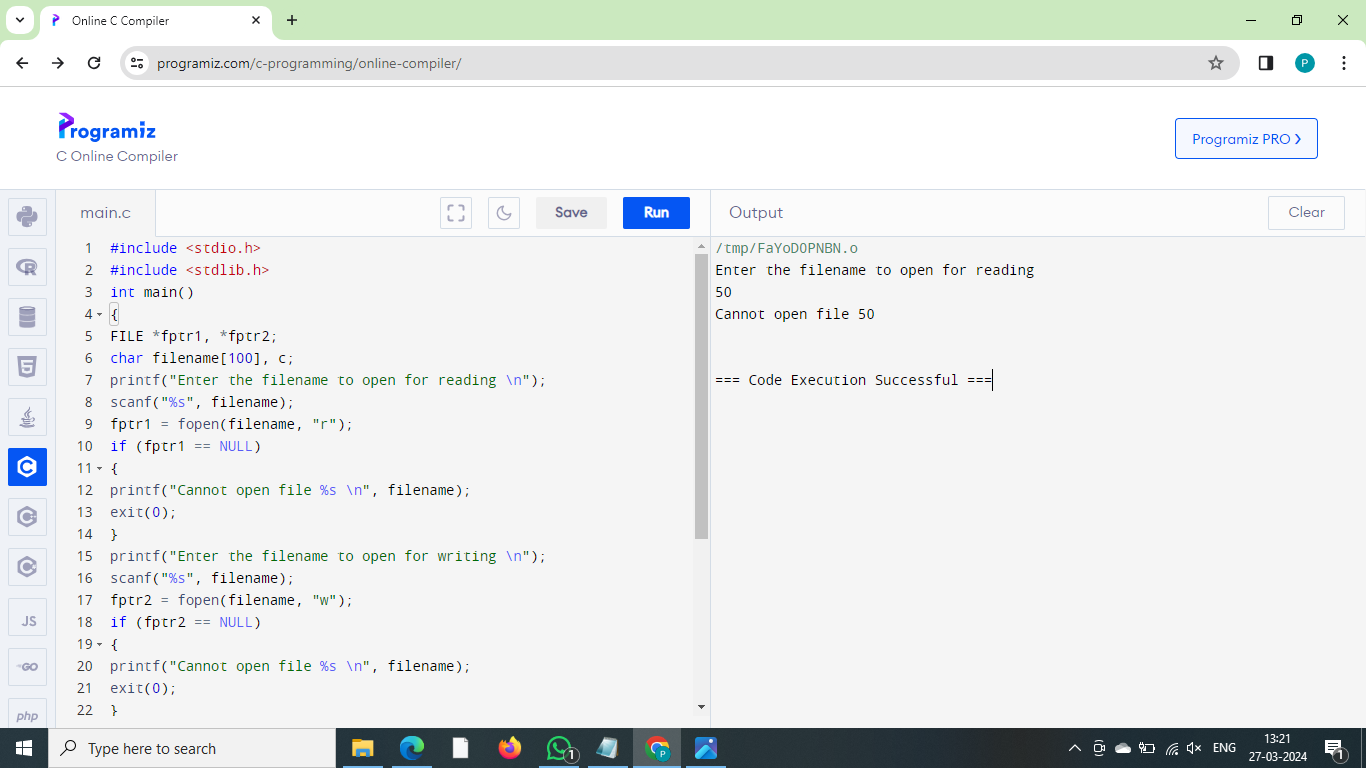 Online C Compiler
programiz.com/c-programming/online-compiler/
P
Programiz
C Online Compiler
Programiz PRO
main.c
Save
Run
Output
Clear
1 #include <stdio.h>
2 #include <stdlib.h>
3 int main()
4 {
5 FILE *fptr1, *fptr2;
6 char filename[100], c;
7 printf("Enter the filename to open for reading \n");
8 scanf("%s", filename);
9 fptr1 = fopen(filename, "r");
10 if (fptr1 == NULL)
11 {
12 printf("Cannot open file %s \n", filename);
13 exit(0);
14 }
15 printf("Enter the filename to open for writing \n");
16 scanf("%s", filename);
17 fptr2 = fopen(filename, "w");
18 if (fptr2 == NULL)
19 {
20 printf("Cannot open file %s \n", filename);
21 exit(0);
22 }
/tmp/FaYoDOPNBN.o
Enter the filename to open for reading
50
Cannot open file 50
=== Code Execution Successful ===
R
5
C
C
C
JS
GO
php
Type here to search
1
P
ENG
13:21
27-03-2024
1